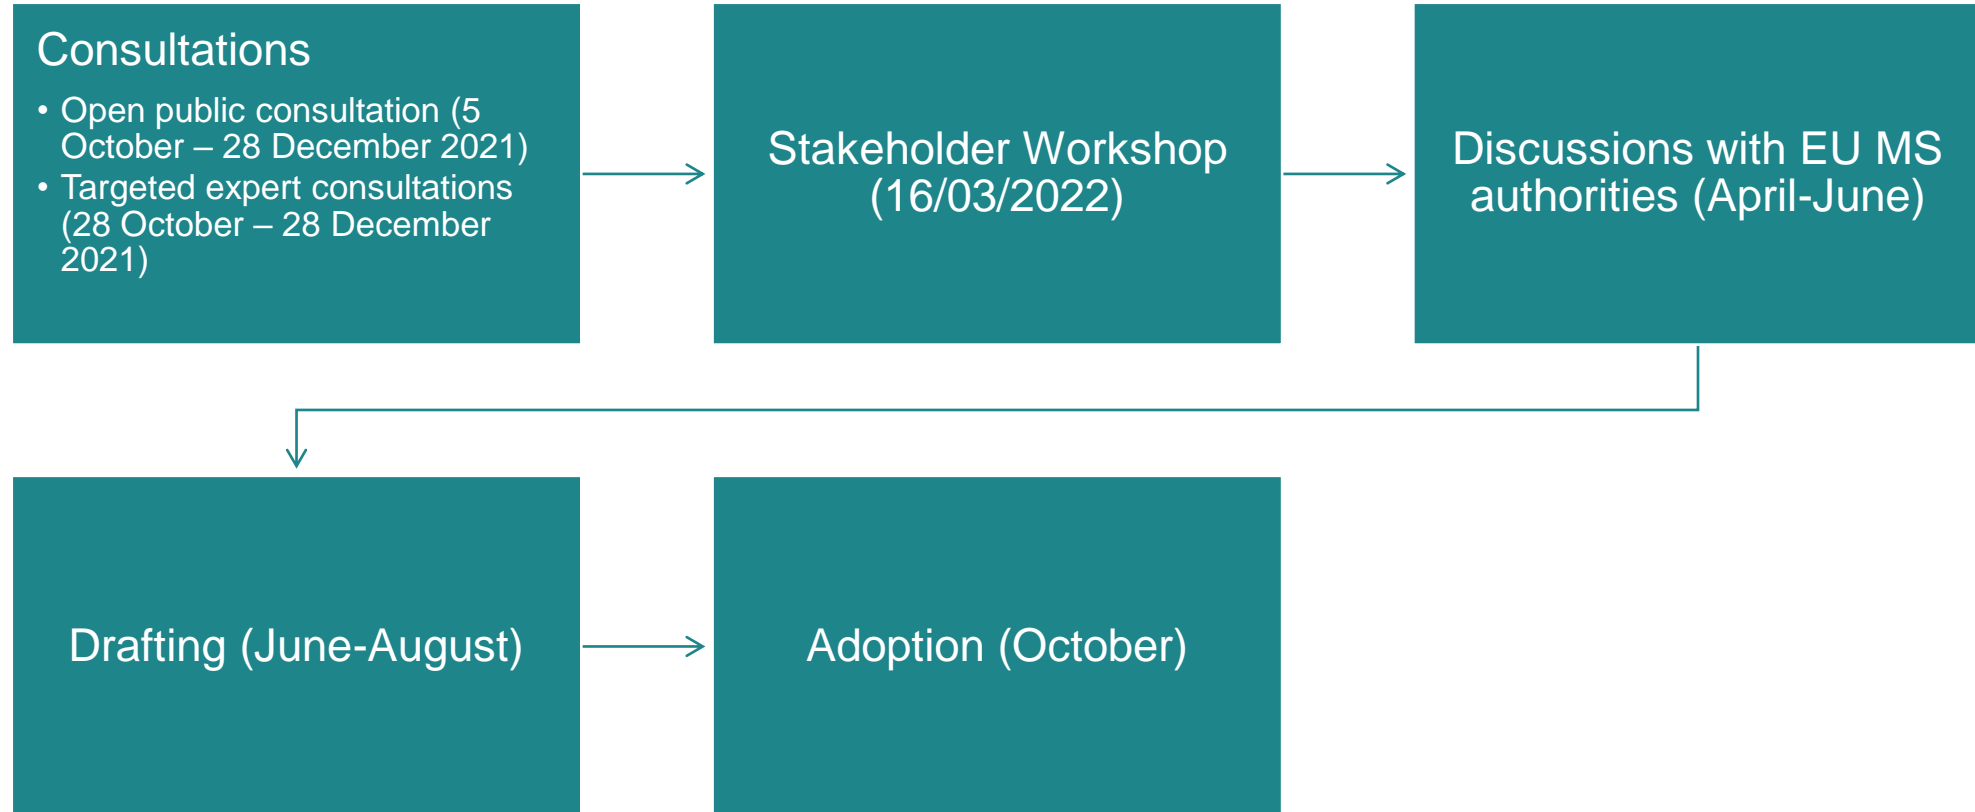 Consultations
• Open public consultation (5
October – 28 December 2021)
• Targeted expert consultations
(28 October – 28 December
2021)
Stakeholder Workshop
(16/03/2022)
Discussions with EU MS
authorities (April-June)
Drafting (June-August)
Adoption (October)